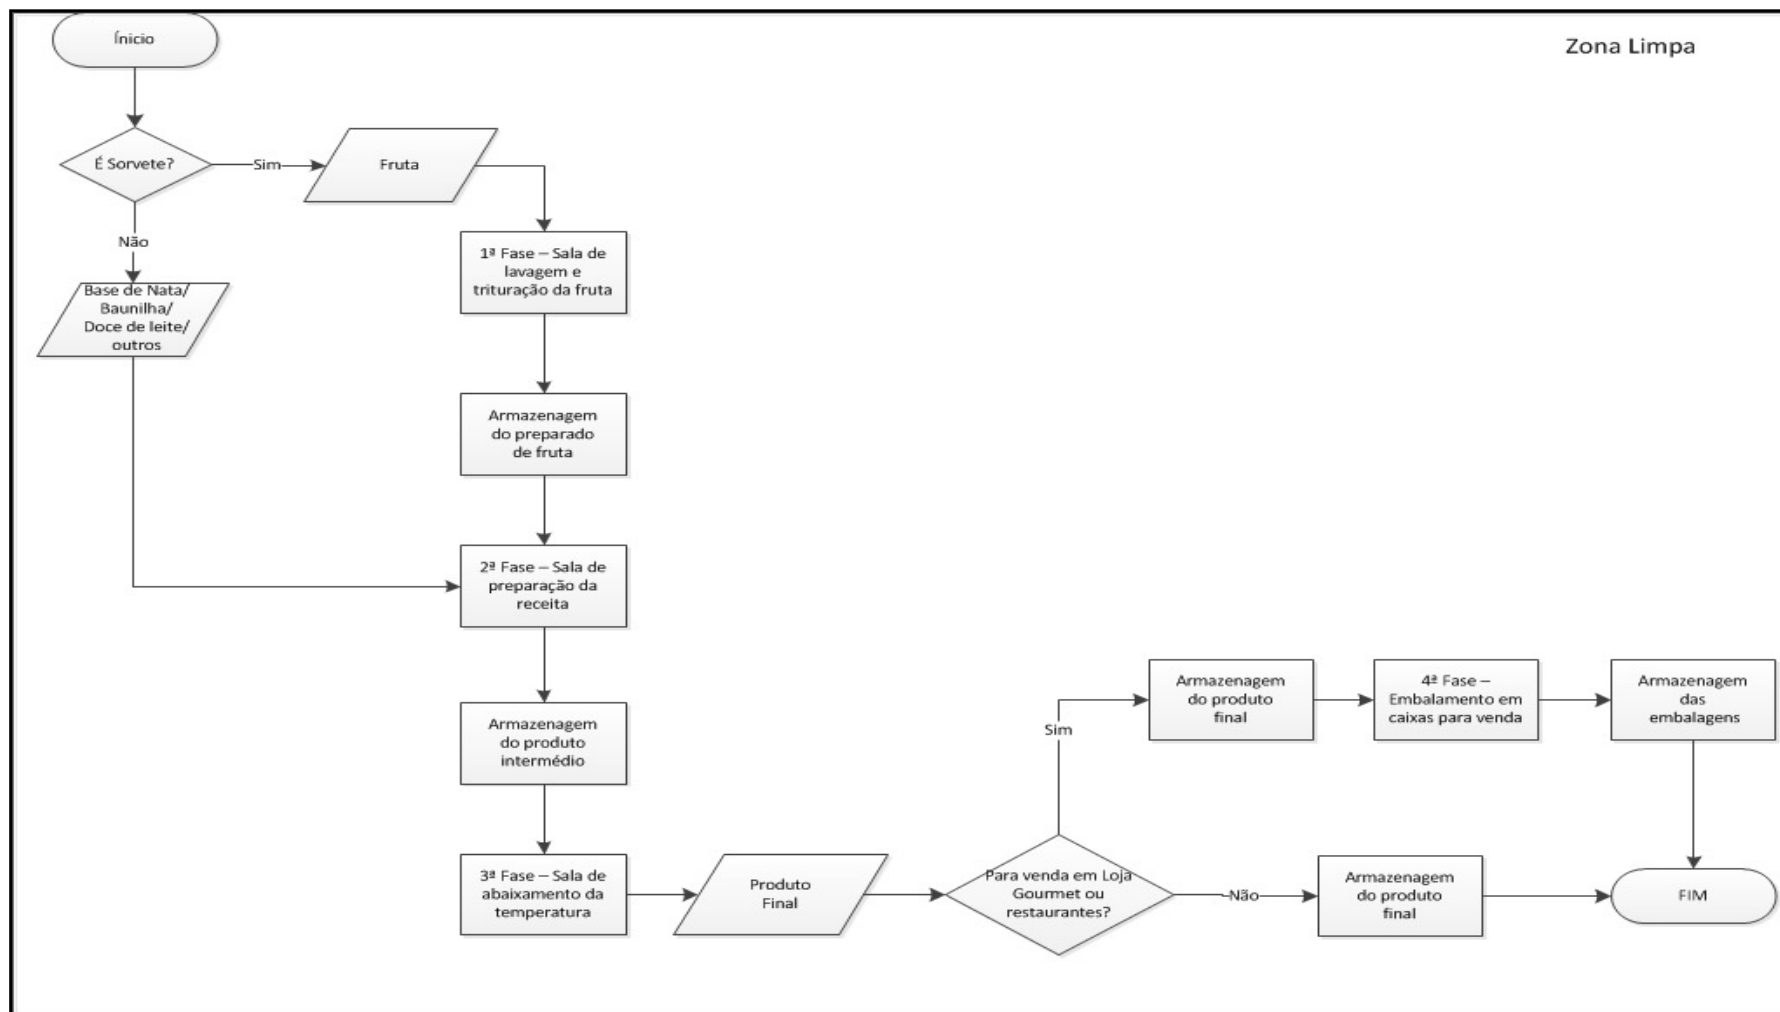 Ínicio
Zona Limpa
É Sorvete?
Sim
Fruta
Não
Base de Nata/
Baunilha/
Doce de leite/
outros
1ª Fase – Sala de
lavagem e
trituração da fruta
Armazenagem
do preparado
de fruta
2ª Fase – Sala de
preparação da
receita
Armazenagem
do produto
intermédio
3ª Fase – Sala de
abaixamento da
temperatura
Produto
Final
Para venda em Loja
Gourmet ou
restaurantes?
Sim
Armazenagem
do produto
final
4ª Fase –
Embalamento em
caixas para venda
Armazenagem
das
embalagens
Não
Armazenagem
do produto
final
FIM